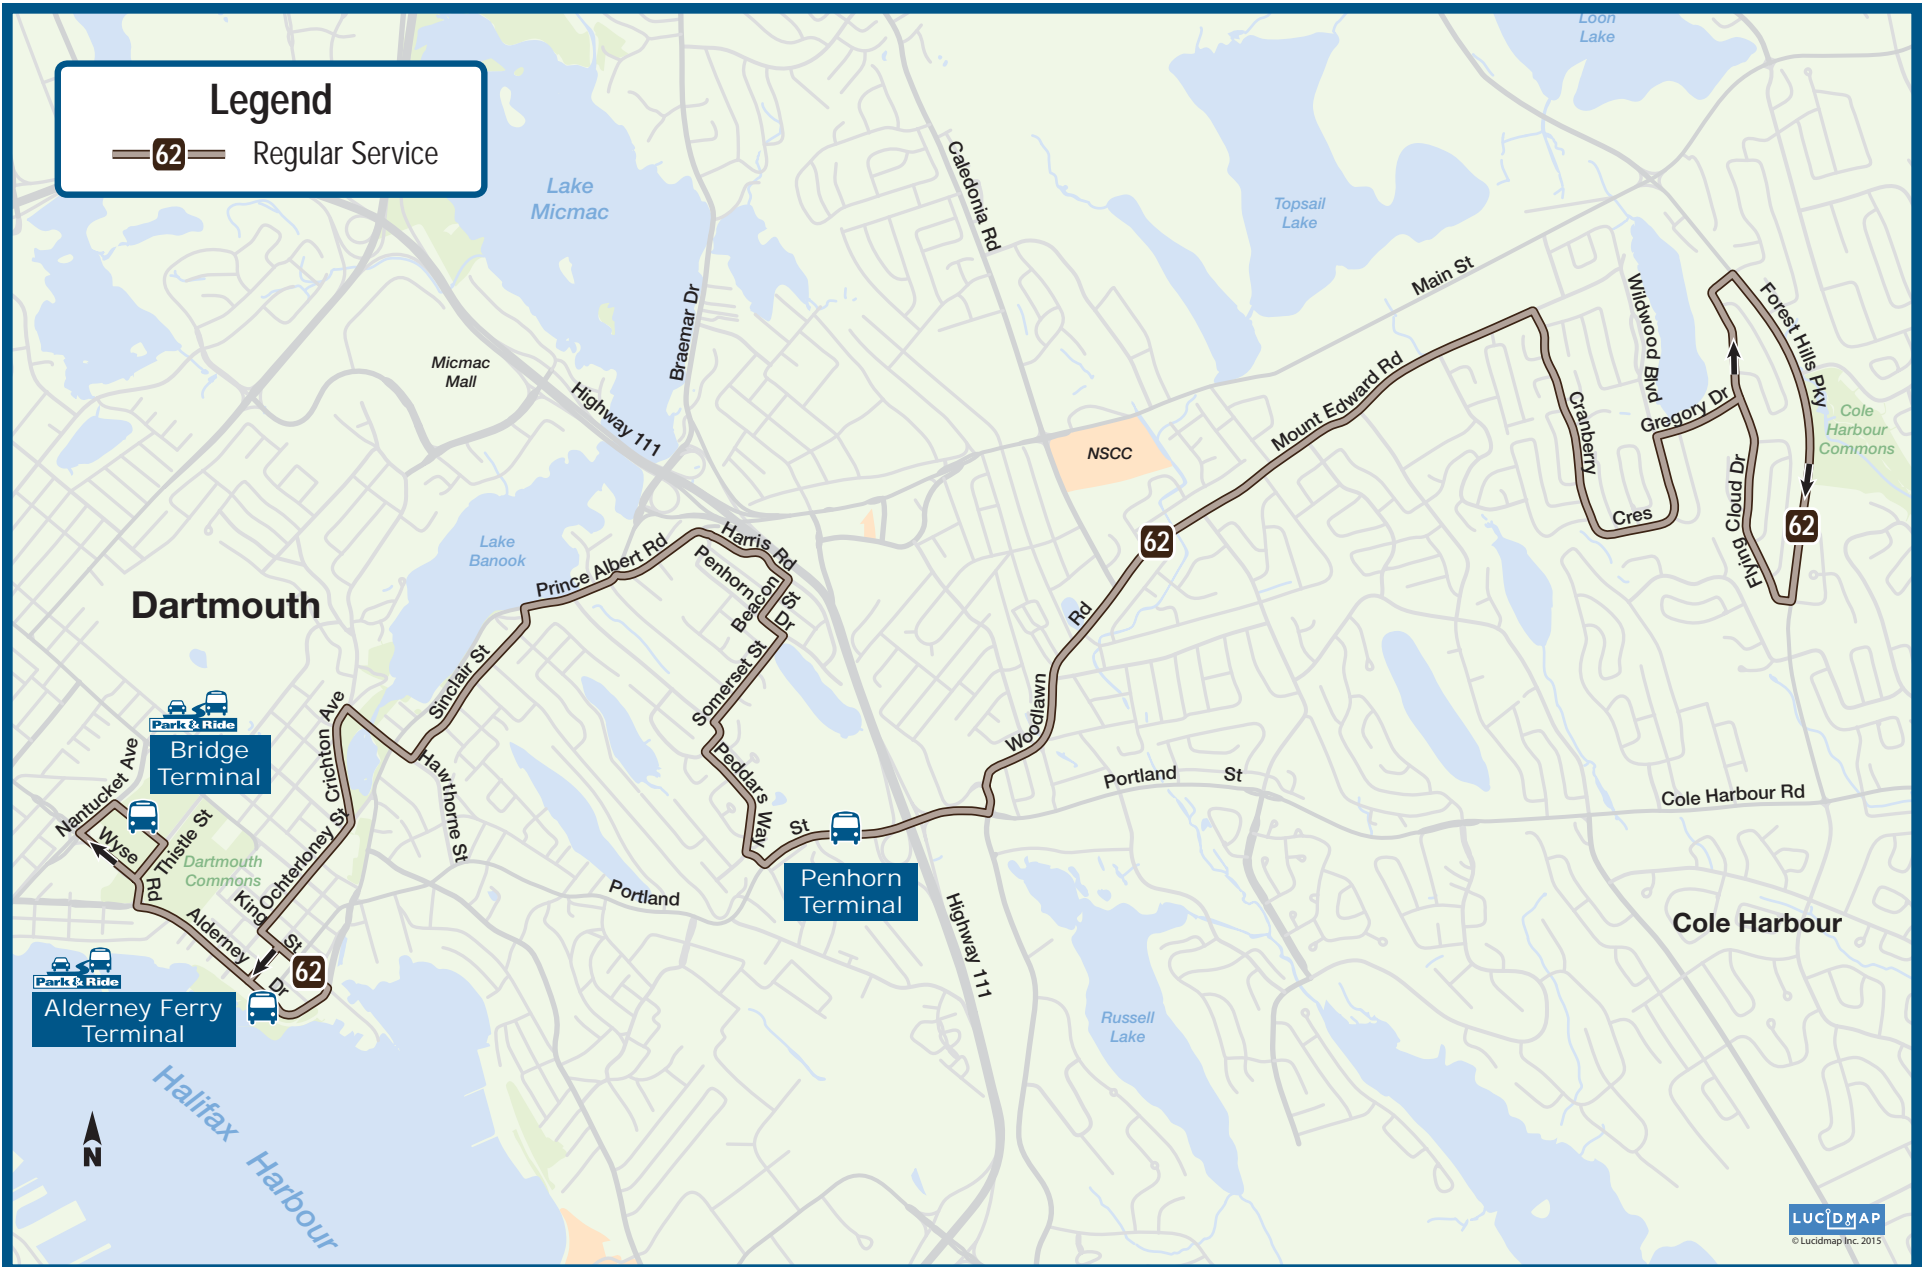 Legend
62 Regular Service
Loon
Lake
Lake
Micmac
Caledonia Rd
Topsail
Lake
Main St
Braemar Dr
Wildwood Blvd
Forest Hills Pky
Micmac
Mall
Highway 111
Mount Edward Rd
Cranberry
Cres
Gregory Dr
Cole
Harbour
Commons
NSCC
Flying Cloud Dr
62
62
Lake
Banook
Prince Albert Rd
Harris Rd
Penhorn
Dr
Beacon
St
Dartmouth
Rd
Woodlawn
Sinclair St
Somerset St
Crichton Ave
Park & Ride
Bridge
Terminal
Nantucket Ave
Hawthorne St
Peddars Way
Portland St
Cole Harbour Rd
Wyse
Rd
Thistle St
Dartmouth
Commons
Ochterloney St
St
Penhorn
Terminal
Portland
King
St
Alderney
Dr
62
Highway 111
Cole Harbour
Park & Ride
Alderney Ferry
Terminal
Russell
Lake
Halifax Harbour
N
LUCIDMAP
© Lucidmap Inc. 2015